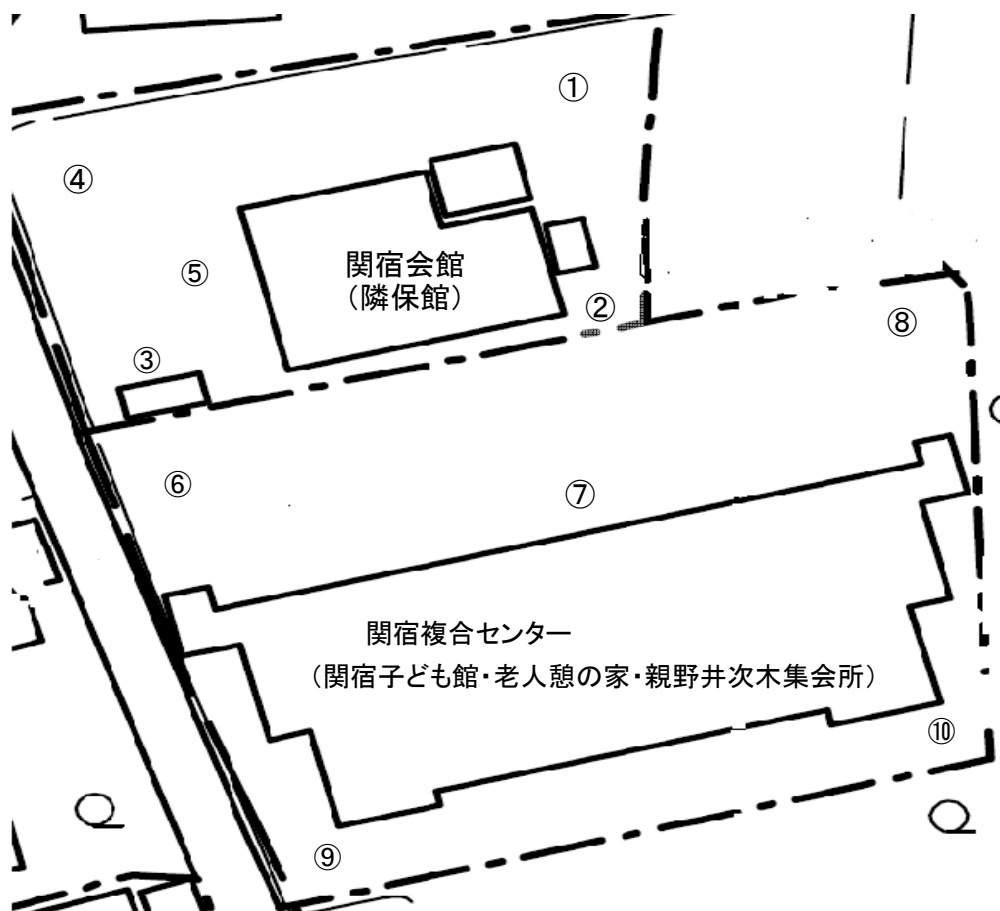 ①
④
⑤
関宿会館
(隣保館)
②
⑧
③
⑥
⑦
関宿複合センター
(関宿子ども館・老人憩の家・親野井次木集会所)
⑩
⑨